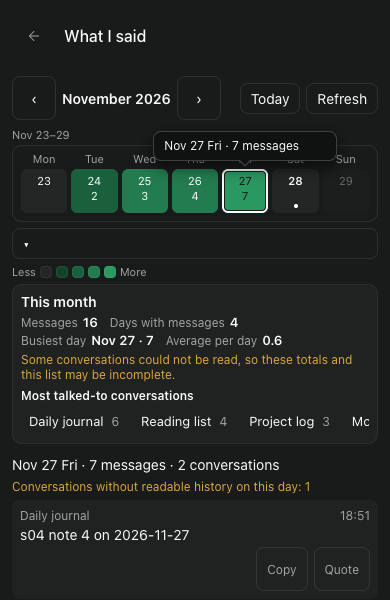 What I said
November 2026
Today
Refresh
Nov 23–29
Nov 27 Fri · 7 messages
Mon Tue Wed Sun
23 24 25 26 27 28 29
2 3 4 7
Less More
This month
Messages 16 Days with messages 4
Busiest day Nov 27 · 7 Average per day 0.6
Some conversations could not be read, so these totals and
this list may be incomplete.
Most talked-to conversations
Daily journal 6 Reading list 4 Project log 3 Mc
Nov 27 Fri · 7 messages · 2 conversations
Conversations without readable history on this day: 1
Daily journal 18:51
s04 note 4 on 2026-11-27
Copy Quote